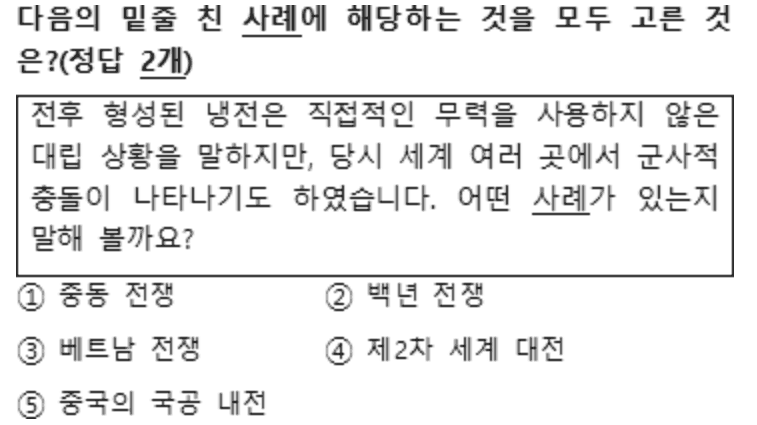 다음의 밑줄 친 사례에 해당하는 것을 모두 고른 것
은?(정답 2개)
전후 형성된 냉전은 직접적인 무력을 사용하지 않은
대립 상황을 말하지만, 당시 세계 여러 곳에서 군사적
충돌이 나타나기도 하였습니다. 어떤 사례가 있는지
말해 볼까요?
① 중동 전쟁 ② 백년 전쟁
③ 베트남 전쟁 ④ 제2차 세계 대전
⑤ 중국의 국공 내전